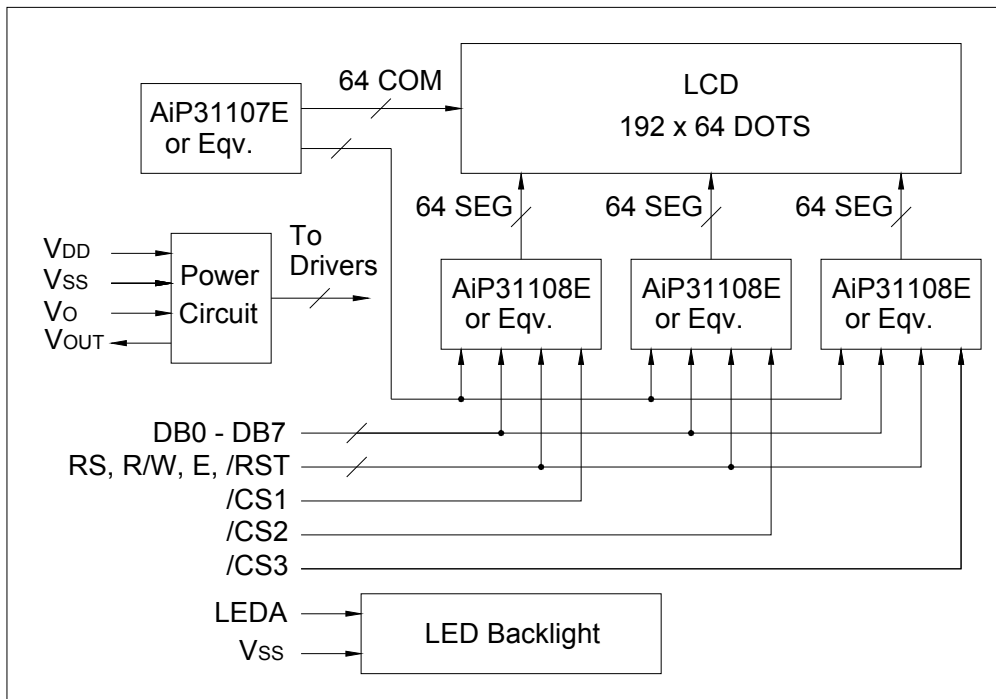 64 COM
LCD
192 x 64 DOTS
AiP31107E
or Eqv.
64 SEG
64 SEG
64 SEG
VDD
VSS
VO
VOUT
Power
Circuit
To
Drivers
AiP31108E
or Eqv.
AiP31108E
or Eqv.
AiP31108E
or Eqv.
DB0 - DB7
RS, R/W, E, /RST
/CS1
/CS2
/CS3
LEDA
VSS
LED Backlight